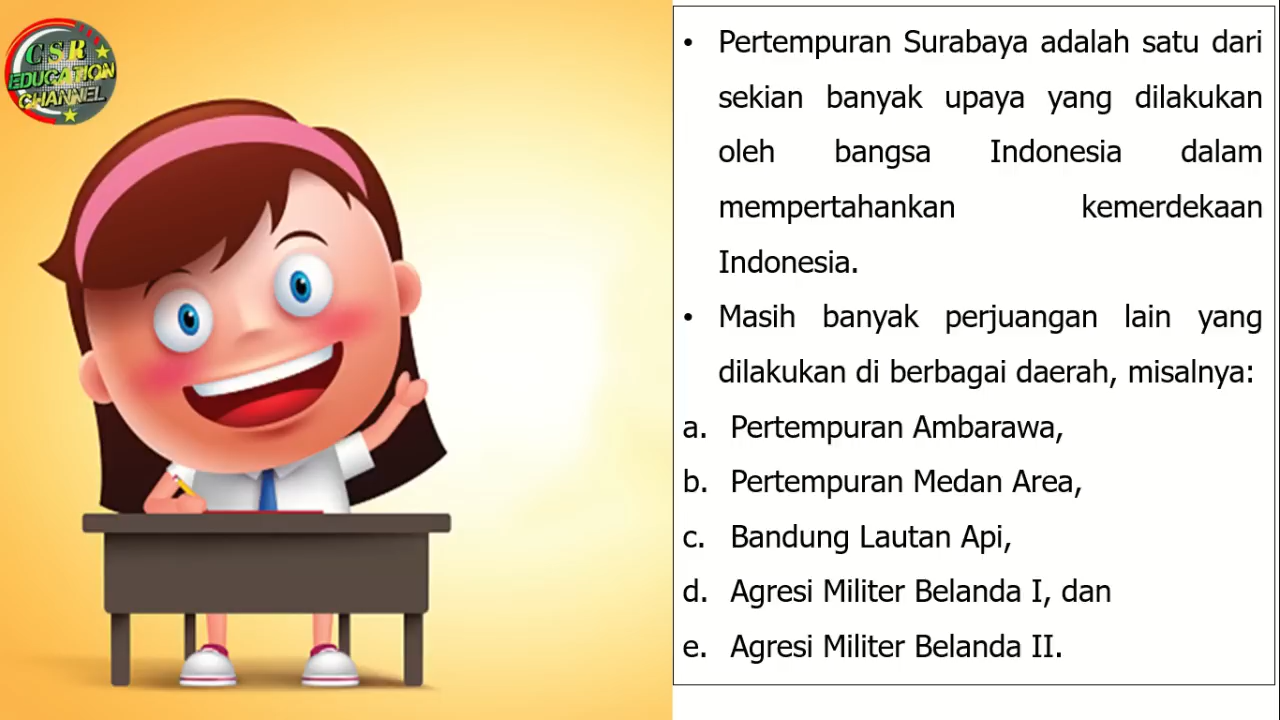 CSR
EDUCATION
CHANNEL
• Pertempuran Surabaya adalah satu dari
sekian banyak upaya yang dilakukan
oleh bangsa Indonesia dalam
mempertahankan kemerdekaan
Indonesia.
• Masih banyak perjuangan lain yang
dilakukan di berbagai daerah, misalnya:
a. Pertempuran Ambarawa,
b. Pertempuran Medan Area,
c. Bandung Lautan Api,
d. Agresi Militer Belanda I, dan
e. Agresi Militer Belanda II.